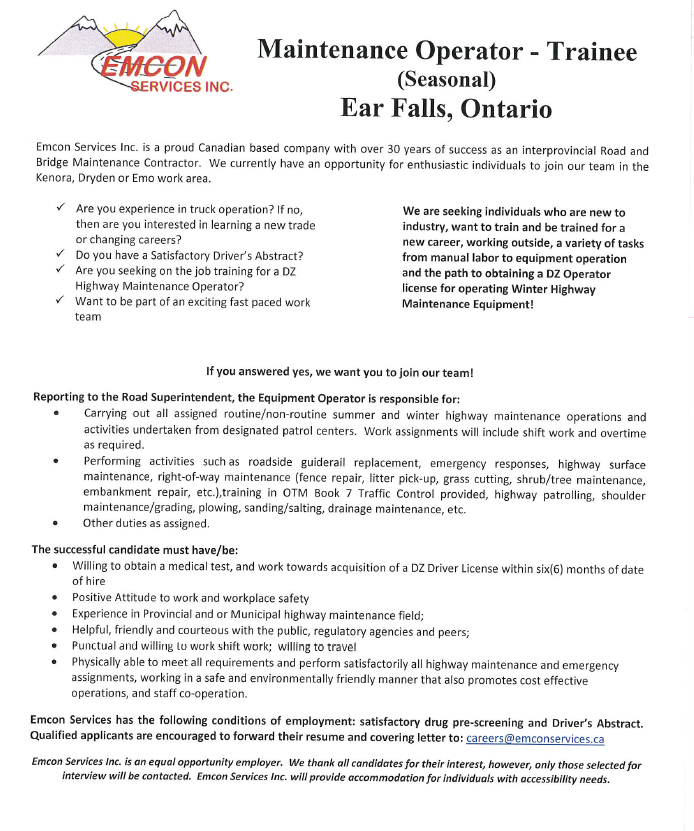 EMCON
SERVICES INC.
Maintenance Operator - Trainee
(Seasonal)
Ear Falls, Ontario
Emcon Services Inc. is a proud Canadian based company with over 30 years of success as an interprovincial Road and
Bridge Maintenance Contractor. We currently have an opportunity for enthusiastic individuals to join our team in the
Kenora, Dryden or Emo work area.
✓ Are you experience in truck operation? If no,
then are you interested in learning a new trade
or changing careers?
✓ Do you have a Satisfactory Driver's Abstract?
✓ Are you seeking on the job training for a DZ
Highway Maintenance Operator?
✓ Want to be part of an exciting fast paced work
team
We are seeking individuals who are new to
industry, want to train and be trained for a
new career, working outside, a variety of tasks
from manual labor to equipment operation
and the path to obtaining a DZ Operator
license for operating Winter Highway
Maintenance Equipment!
If you answered yes, we want you to join our team!
Reporting to the Road Superintendent, the Equipment Operator is responsible for:
• Carrying out all assigned routine/non-routine summer and winter highway maintenance operations and
activities undertaken from designated patrol centers. Work assignments will include shift work and overtime
as required.
• Performing activities such as roadside guiderail replacement, emergency responses, highway surface
maintenance, right-of-way maintenance (fence repair, litter pick-up, grass cutting, shrub/tree maintenance,
embankment repair, etc.),training in OTM Book 7 Traffic Control provided, highway patrolling, shoulder
maintenance/grading, plowing, sanding/salting, drainage maintenance, etc.
• Other duties as assigned.
The successful candidate must have/be:
• Willing to obtain a medical test, and work towards acquisition of a DZ Driver License within six(6) months of date
of hire
• Positive Attitude to work and workplace safety
• Experience in Provincial and or Municipal highway maintenance field;
• Helpful, friendly and courteous with the public, regulatory agencies and peers;
• Punctual and willing to work shift work; willing to travel
• Physically able to meet all requirements and perform satisfactorily all highway maintenance and emergency
assignments, working in a safe and environmentally friendly manner that also promotes cost effective
operations, and staff co-operation.
Emcon Services has the following conditions of employment: satisfactory drug pre-screening and Driver's Abstract.
Qualified applicants are encouraged to forward their resume and covering letter to: careers@emconservices.ca
Emcon Services Inc. is an equal opportunity employer. We thank all candidates for their interest, however, only those selected for
interview will be contacted. Emcon Services Inc. will provide accommodation for individuals with accessibility needs.